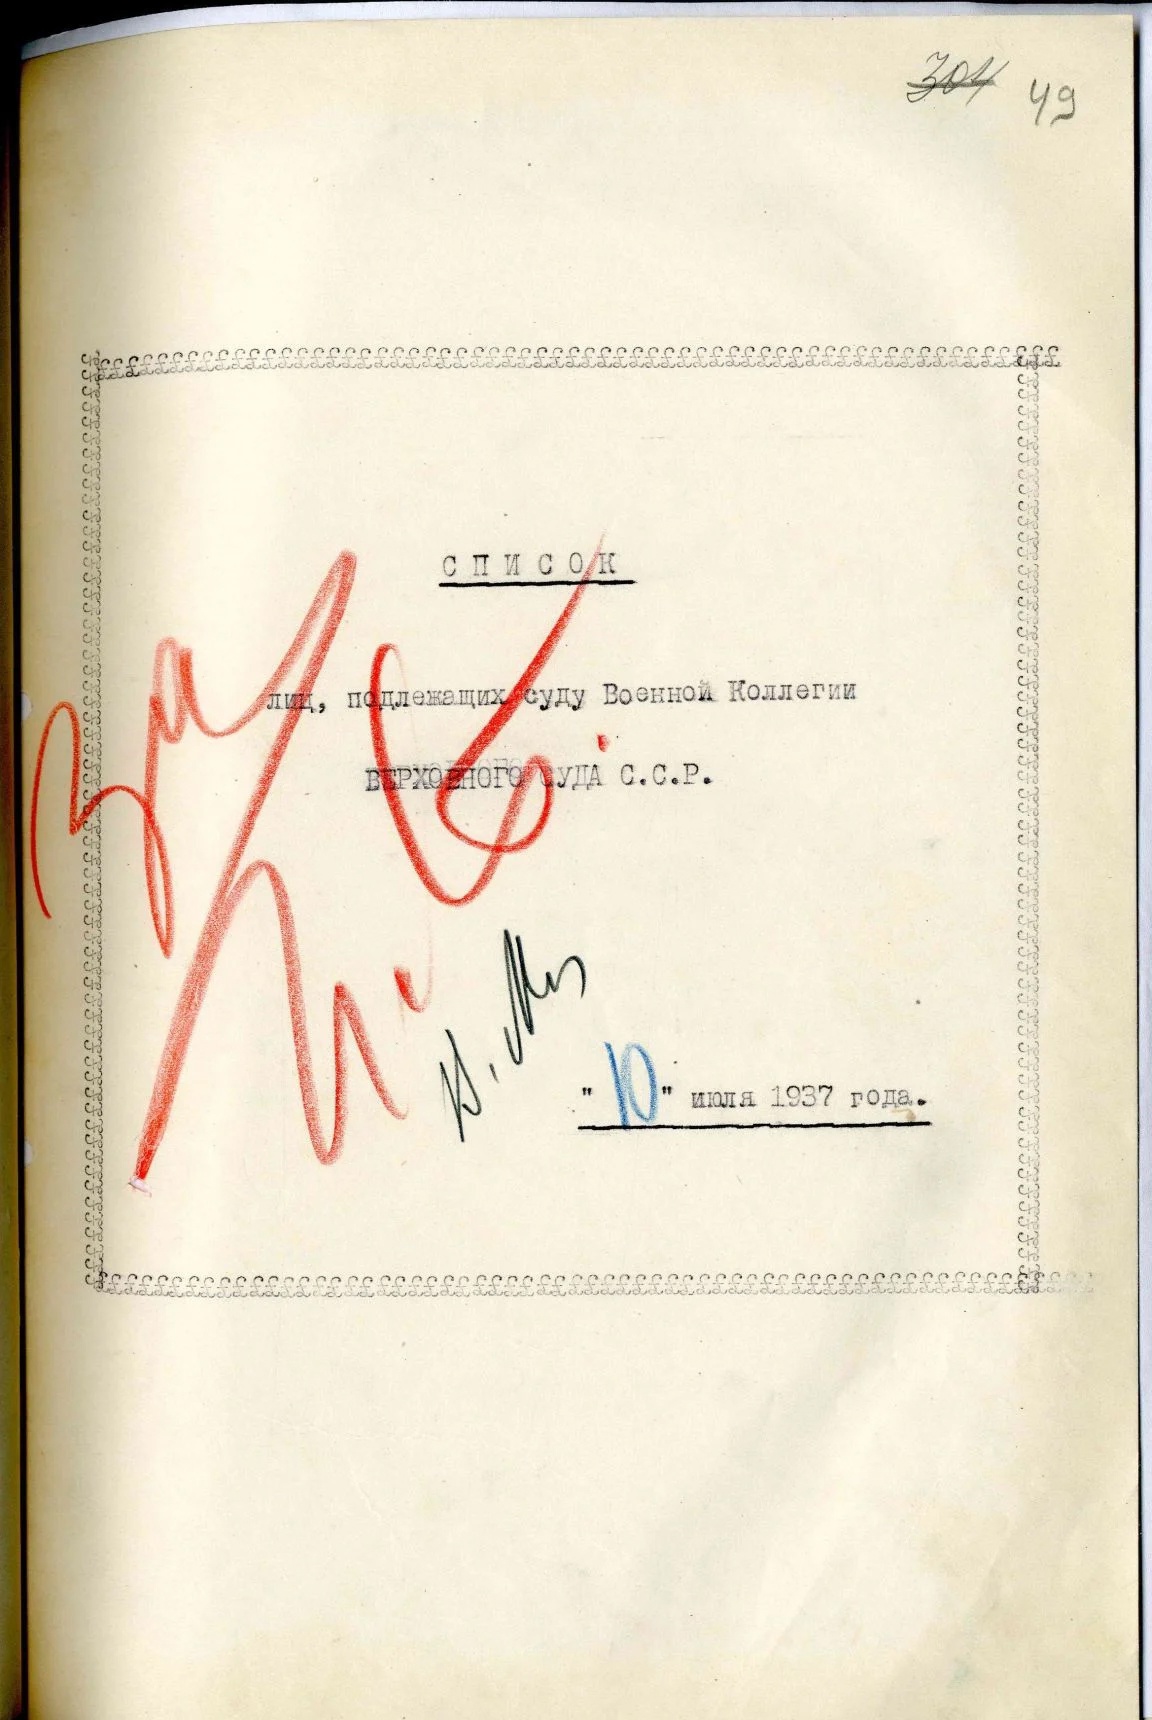 304 49
СПИСОК
лиц, подлежащих суду Военной Коллегии
ВЕРХОВНОГО СУДА С.С.Р.
За
"10" июля 1937 года.